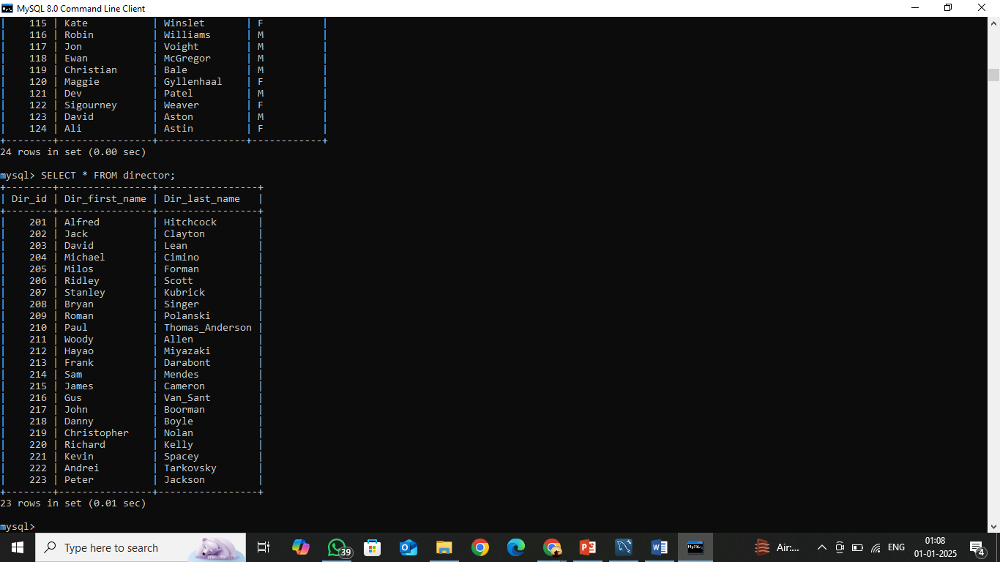 MySQL 8.0 Command Line Client
|    115 | Kate           | Winslet       | F          |
|    116 | Robin          | Williams      | M          |
|    117 | Jon            | Voight        | M          |
|    118 | Ewan           | McGregor      | M          |
|    119 | Christian      | Bale          | M          |
|    120 | Maggie         | Gyllenhaal    | F          |
|    121 | Dev            | Patel         | M          |
|    122 | Sigourney      | Weaver        | F          |
|    123 | David          | Aston         | M          |
|    124 | Ali            | Astin         | F          |
+--------+----------------+---------------+------------+
24 rows in set (0.00 sec)
mysql> SELECT * FROM director;
+--------+----------------+-----------------+
| Dir_id | Dir_first_name | Dir_last_name   |
+--------+----------------+-----------------+
|    201 | Alfred         | Hitchcock       |
|    202 | Jack           | Clayton         |
|    203 | David          | Lean            |
|    204 | Michael        | Cimino          |
|    205 | Milos          | Forman          |
|    206 | Ridley         | Scott           |
|    207 | Stanley        | Kubrick         |
|    208 | Bryan          | Singer          |
|    209 | Roman          | Polanski        |
|    210 | Paul           | Thomas_Anderson |
|    211 | Woody          | Allen           |
|    212 | Hayao          | Miyazaki        |
|    213 | Frank          | Darabont        |
|    214 | Sam            | Mendes          |
|    215 | James          | Cameron         |
|    216 | Gus            | Van_Sant        |
|    217 | John           | Boorman         |
|    218 | Danny          | Boyle           |
|    219 | Christopher    | Nolan           |
|    220 | Richard        | Kelly           |
|    221 | Kevin          | Spacey          |
|    222 | Andrei         | Tarkovsky       |
|    223 | Peter          | Jackson         |
+--------+----------------+-----------------+
23 rows in set (0.01 sec)
mysql>
Type here to search
39
Air:...
ENG
01:08
01-01-2025
4